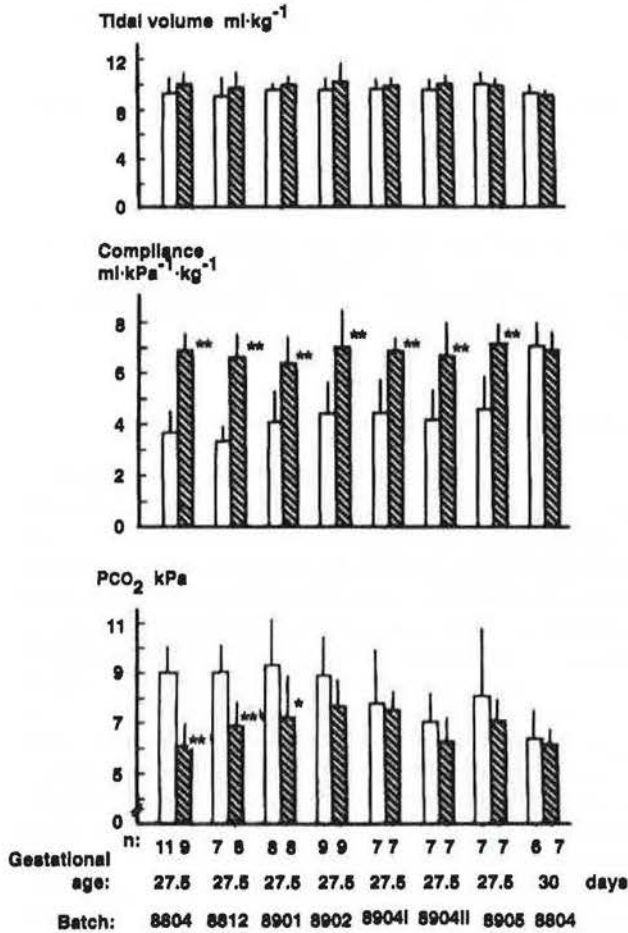 Tidal volume ml·kg⁻¹
12
8
4
0
Compliance
ml·kPa⁻¹·kg⁻¹
8
6
4
2
0
** ** ** ** ** ** **
PCO₂ kPa
11
9
7
5
0
** ** *
n: 11 9 7 8 8 8 9 9 7 7 7 7 7 7 6 7
Gestational
age: 27.5 27.5 27.5 27.5 27.5 27.5 27.5 30 days
Batch: 8804 8812 8901 8902 8904I 8904II 8905 8804